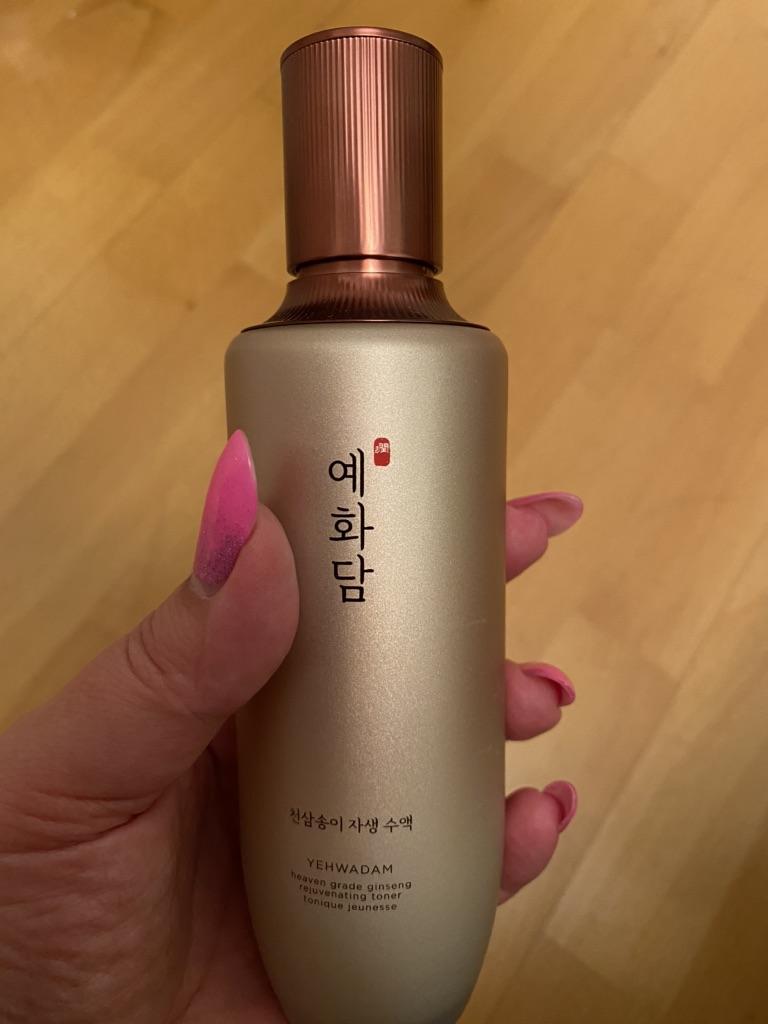 예화담
천삼송이 자생 수액
YEHWADAM
heaven grade ginseng
rejuvenating toner
tonique jeunesse